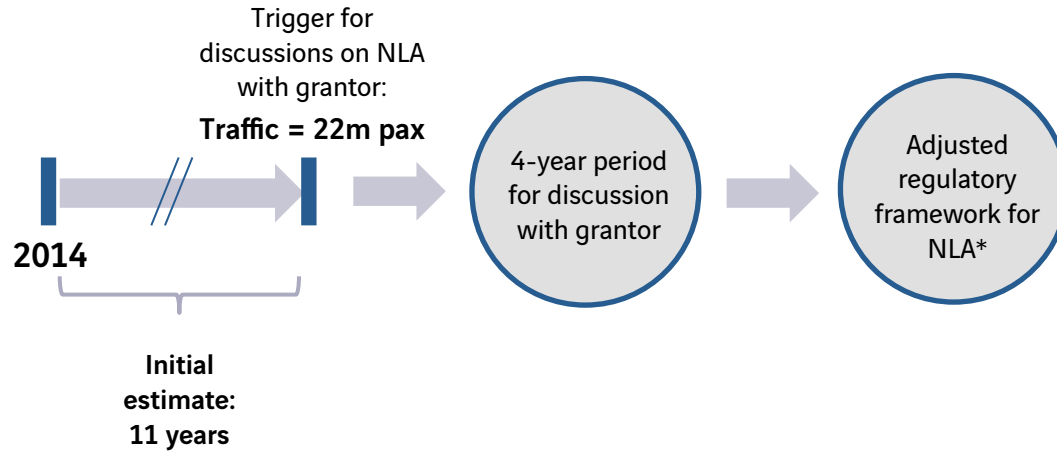 Trigger for
discussions on NLA
with grantor:
Traffic = 22m pax
2014
Initial
estimate:
11 years
4-year period
for discussion
with grantor
Adjusted
regulatory
framework for
NLA*